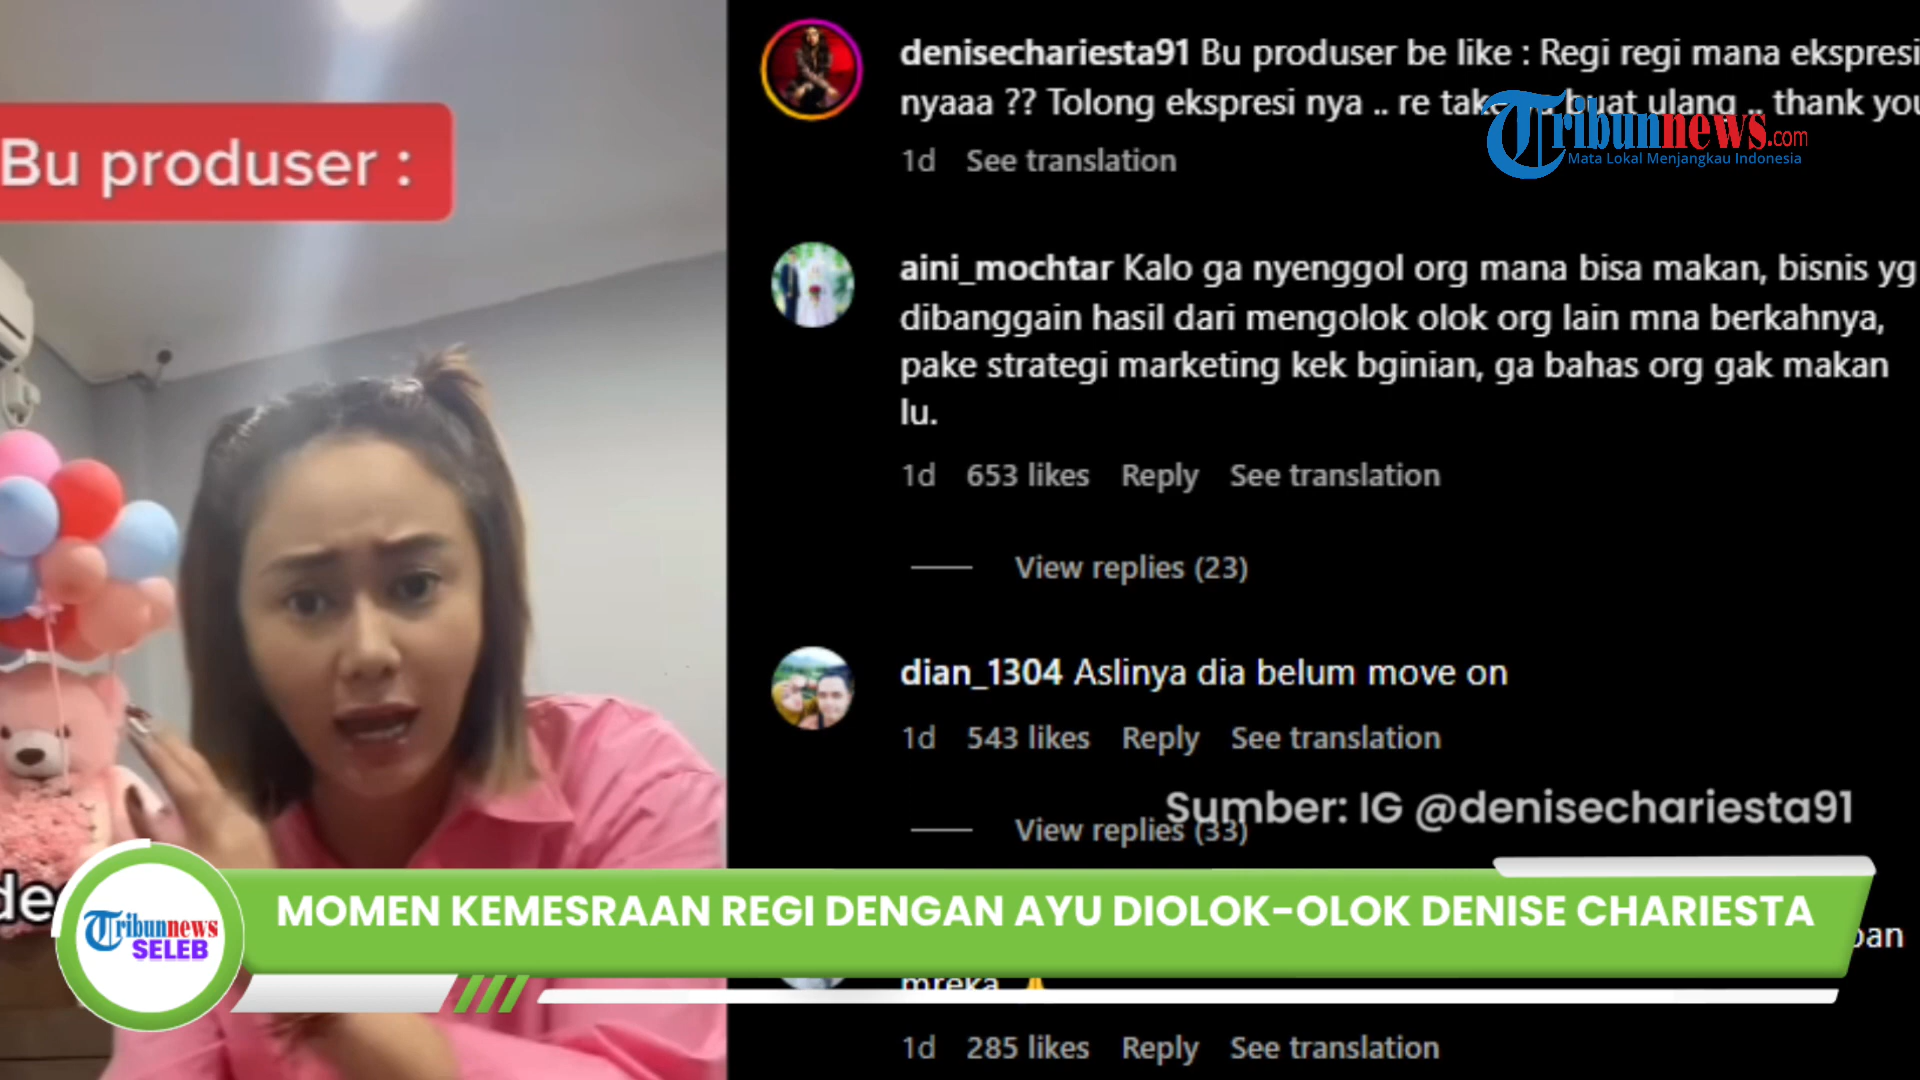 Bu produser :
denisechariesta91 Bu produser be like : Regi regi mana ekspresi
nyaaa ?? Tolong ekspresi nya .. re take buat ulang .. thank you
1d See translation
Tribunnews.com
Mata Lokal Menjangkau Indonesia
aini_mochtar Kalo ga nyenggol org mana bisa makan, bisnis yg
dibanggain hasil dari mengolok olok org lain mna berkahnya,
pake strategi marketing kek bginian, ga bahas org gak makan
lu.
1d 653 likes Reply See translation
View replies (23)
dian_1304 Aslinya dia belum move on
1d 543 likes Reply See translation
View replies (33)
Sumber: IG @denisechariesta91
de
Tribunnews
SELEB
MOMEN KEMESRAAN REGI DENGAN AYU DIOLOK-OLOK DENISE CHARIESTA
mreka
1d 285 likes Reply See translation